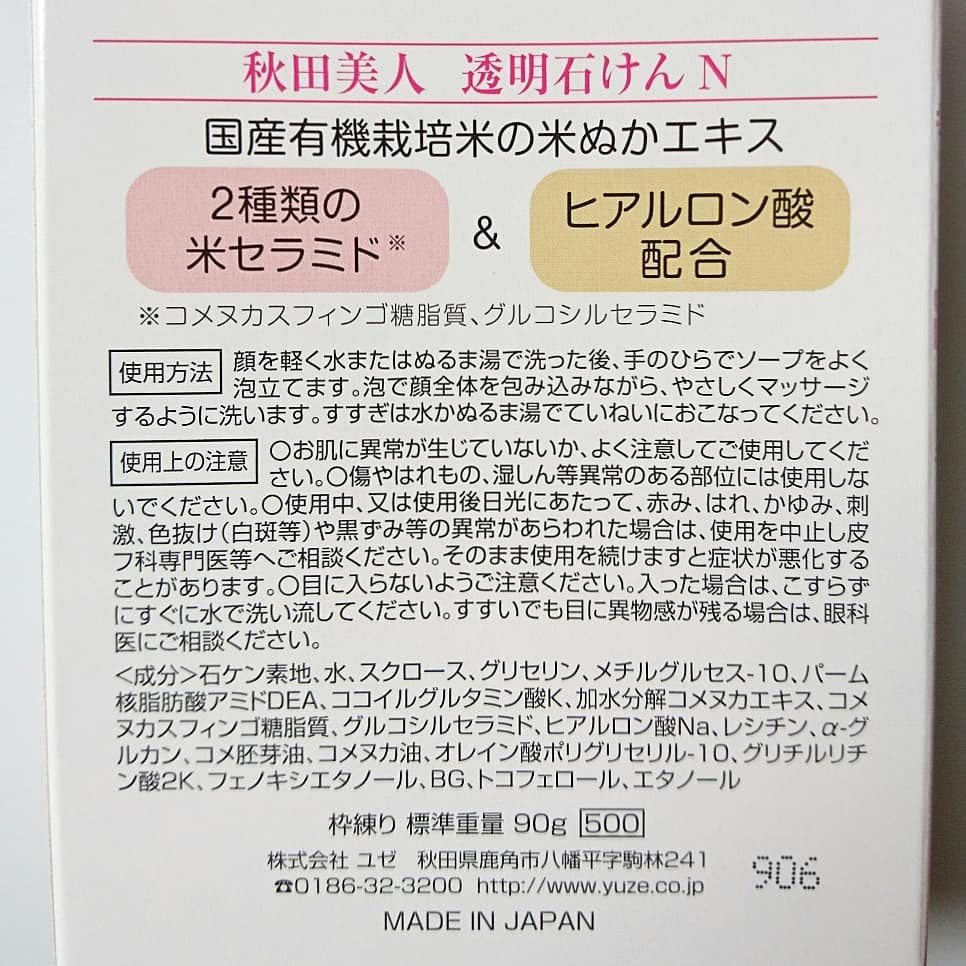 秋田美人 透明石けんN
国産有機栽培米の米ぬかエキス
2種類の
米セラミド※
&
ヒアルロン酸
配合
※コメヌカスフィンゴ糖脂質、グルコシルセラミド
使用方法 顔を軽く水またはぬるま湯で洗った後、手のひらでソープをよく
泡立てます。泡で顔全体を包み込みながら、やさしくマッサージ
するように洗います。すすぎは水かぬるま湯でていねいにおこなってください。
使用上の注意 〇お肌に異常が生じていないか、よく注意してご使用してくだ
さい。〇傷やはれもの、湿しん等異常のある部位には使用しな
いでください。〇使用中、又は使用後日光にあたって、赤み、はれ、かゆみ、刺
激、色抜け(白斑等)や黒ずみ等の異常があらわれた場合は、使用を中止し皮
フ科専門医等へご相談ください。そのまま使用を続けますと症状が悪化する
ことがあります。〇目に入らないようご注意ください。入った場合は、こすらず
にすぐに水で洗い流してください。すすいでも目に異物感が残る場合は、眼科
医にご相談ください。
<成分>石ケン素地、水、スクロース、グリセリン、メチルグルセス-10、パーム
核脂肪酸アミドDEA、ココイルグルタミン酸K、加水分解コメヌカエキス、コメ
ヌカスフィンゴ糖脂質、グルコシルセラミド、ヒアルロン酸Na、レシチン、α-グ
ルカン、コメ胚芽油、コメヌカ油、オレイン酸ポリグリセリル-10、グリチルリチ
ン酸2K、フェノキシエタノール、BG、トコフェロール、エタノール
枠練り 標準重量 90g 500
株式会社 ユゼ 秋田県鹿角市八幡平字駒林241
☎0186-32-3200 http://www.yuze.co.jp
906
MADE IN JAPAN